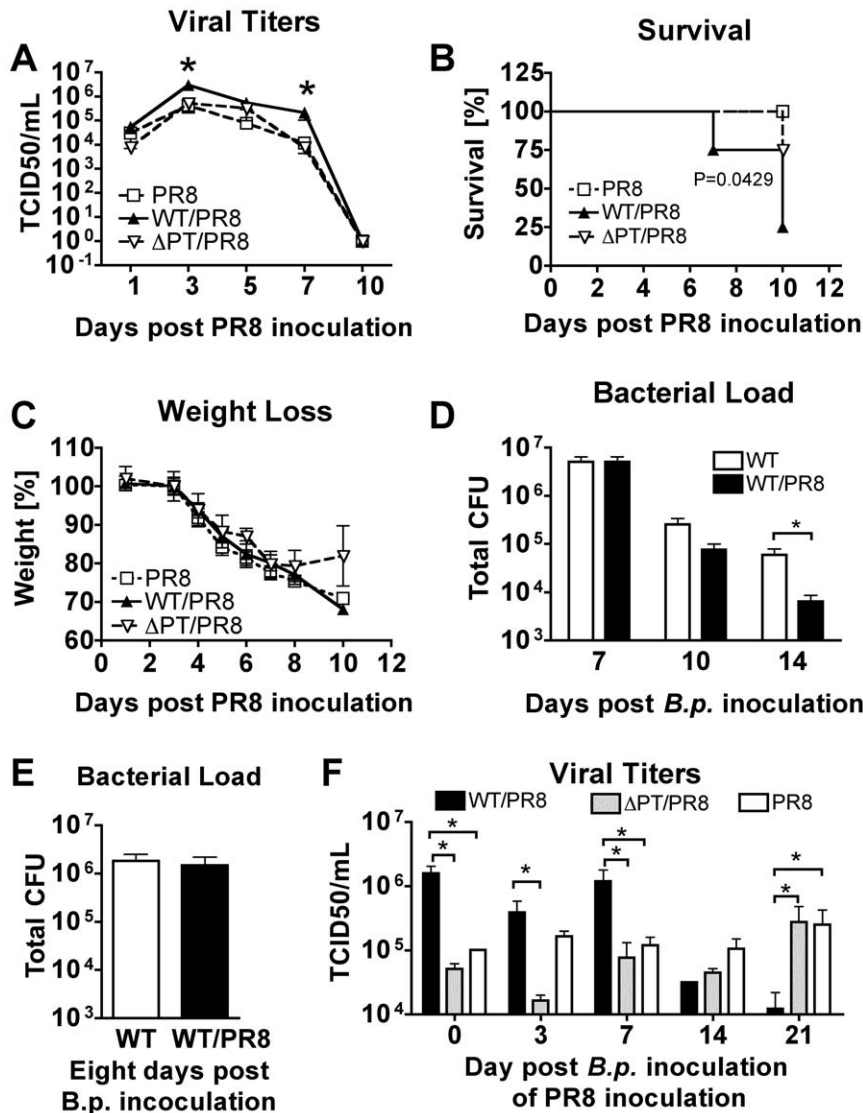 A
Viral Titers
TCID50/mL
10^7
10^6
10^5
10^4
10^3
10^2
10^1
10^0
10^-1
*
*
PR8
WT/PR8
ΔPT/PR8
1 3 5 7 10
Days post PR8 inoculation
B
Survival
Survival [%]
125
100
75
50
25
0
P=0.0429
PR8
WT/PR8
ΔPT/PR8
0 2 4 6 8 10 12
Days post PR8 inoculation
C
Weight Loss
Weight [%]
110
100
90
80
70
60
PR8
WT/PR8
ΔPT/PR8
0 2 4 6 8 10 12
Days post PR8 inoculation
D
Bacterial Load
Total CFU
10^7
10^6
10^5
10^4
10^3
WT
WT/PR8
*
7 10 14
Days post B.p. inoculation
E
Bacterial Load
Total CFU
10^7
10^6
10^5
10^4
10^3
WT WT/PR8
Eight days post
B.p. incoculation
F
Viral Titers
WT/PR8 ΔPT/PR8 PR8
TCID50/mL
10^7
10^6
10^5
10^4
*
*
*
*
*
*
*
0 3 7 14 21
Day post B.p. inoculation
of PR8 inoculation